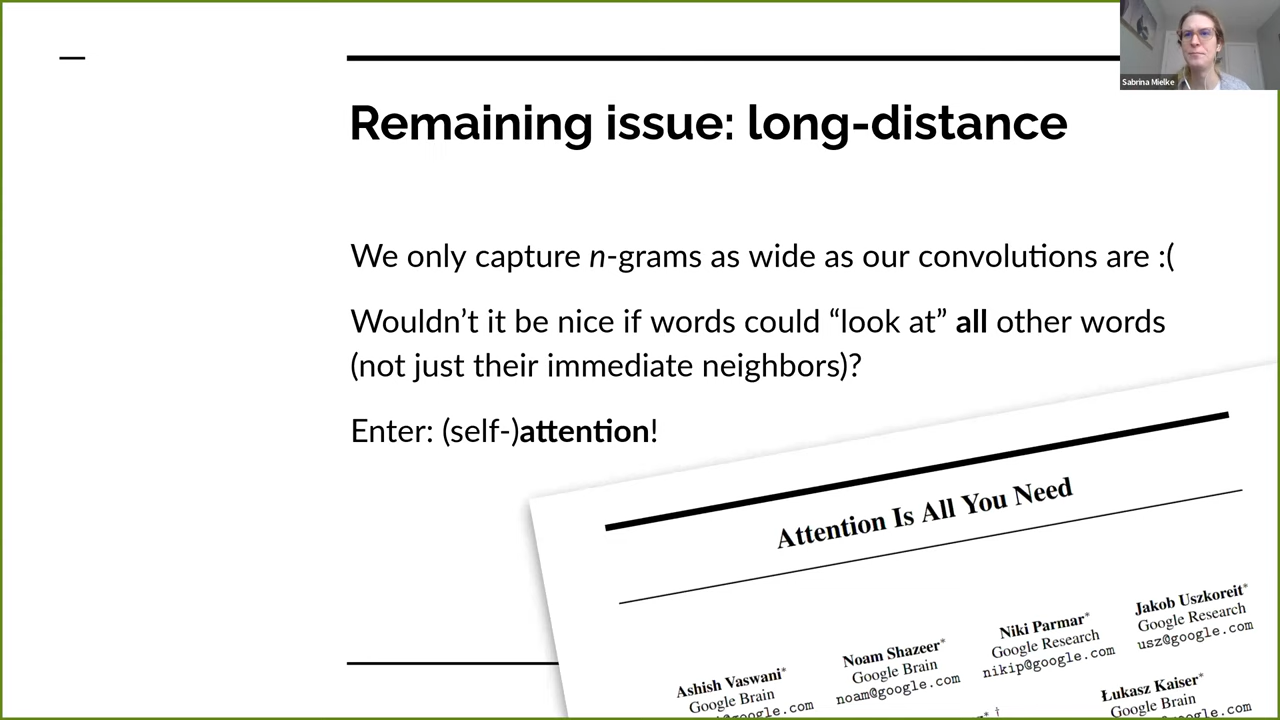 Sabrina Mielke
Remaining issue: long-distance
We only capture n-grams as wide as our convolutions are :(
Wouldn’t it be nice if words could “look at” all other words
(not just their immediate neighbors)?
Enter: (self-)attention!
Attention Is All You Need
Ashish Vaswani*
Google Brain
Noam Shazeer*
Google Brain
noam@google.com
Niki Parmar*
Google Research
nikip@google.com
Jakob Uszkoreit*
Google Research
usz@google.com
Łukasz Kaiser*
Google Brain